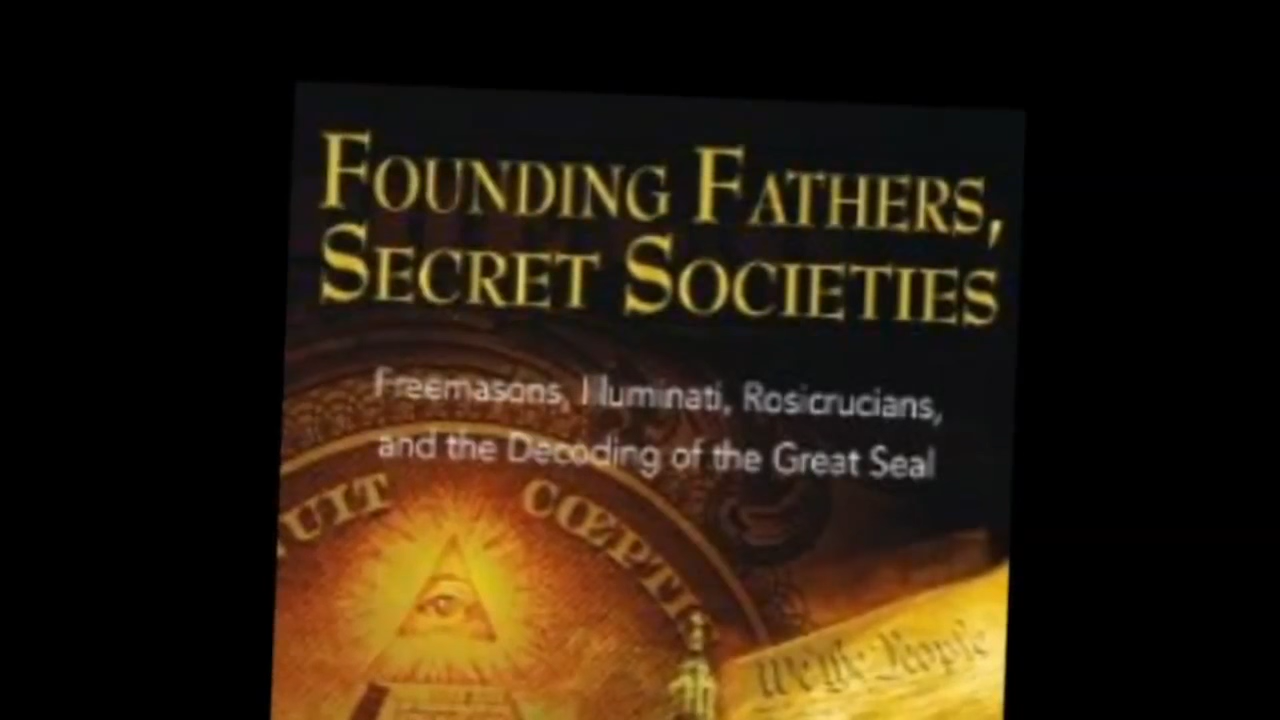 FOUNDING FATHERS,
SECRET SOCIETIES
Freemasons, Illuminati, Rosicrucians,
and the Decoding of the Great Seal
UIT CŒPTI
We the People